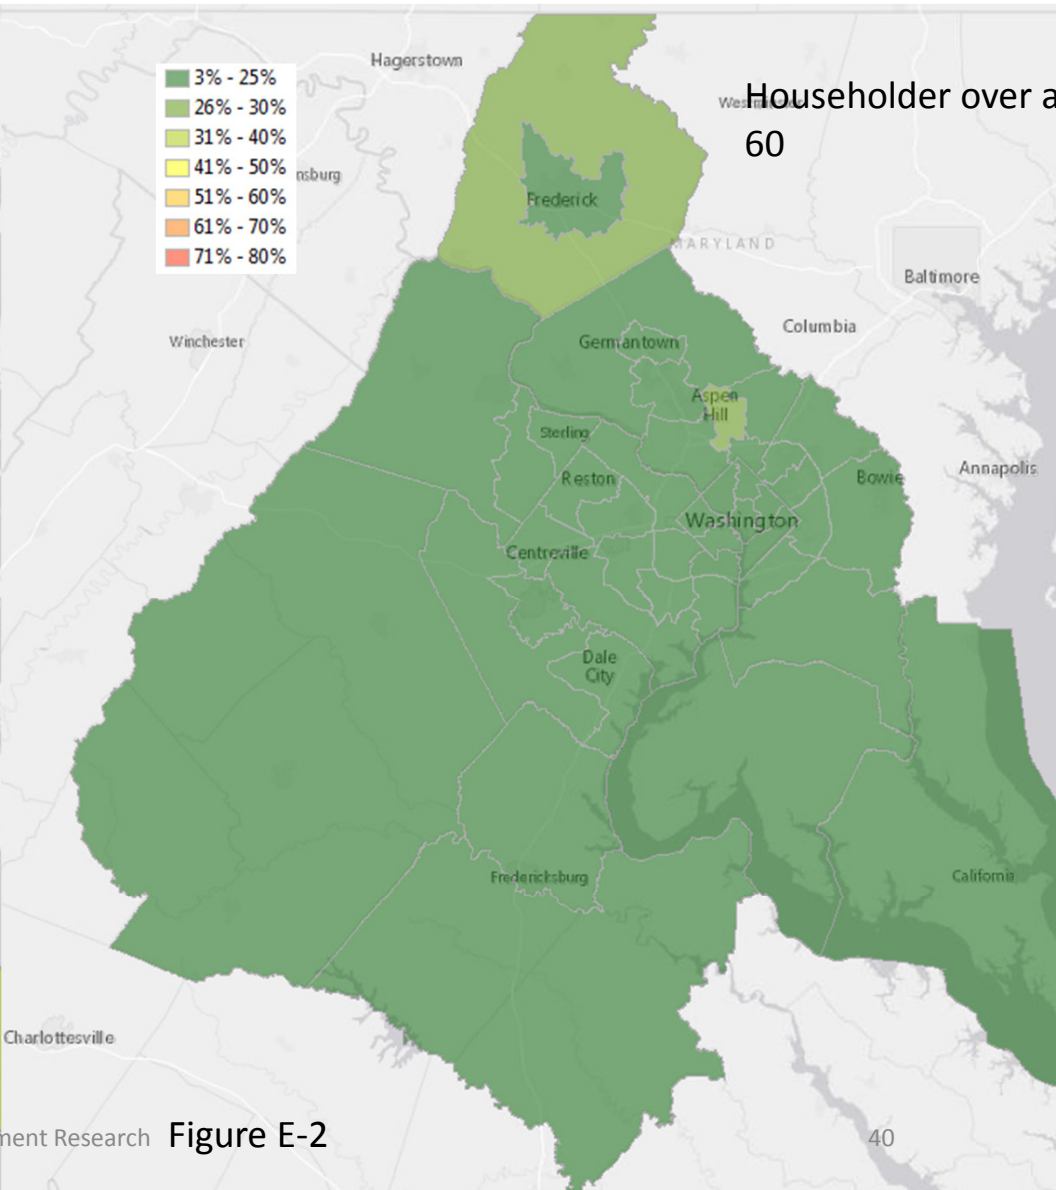 Hagerstown
Householder over a
60
Westminster
3% - 25%
26% - 30%
31% - 40%
41% - 50%
51% - 60%
61% - 70%
71% - 80%
nsburg
Frederick
MARYLAND
Baltimore
Columbia
Winchester
Germantown
Aspen
Hill
Sterling
Reston
Bowie
Annapolis
Washington
Centreville
Dale
City
Fredericksburg
California
Charlottesville
ment Research
Figure E-2
40